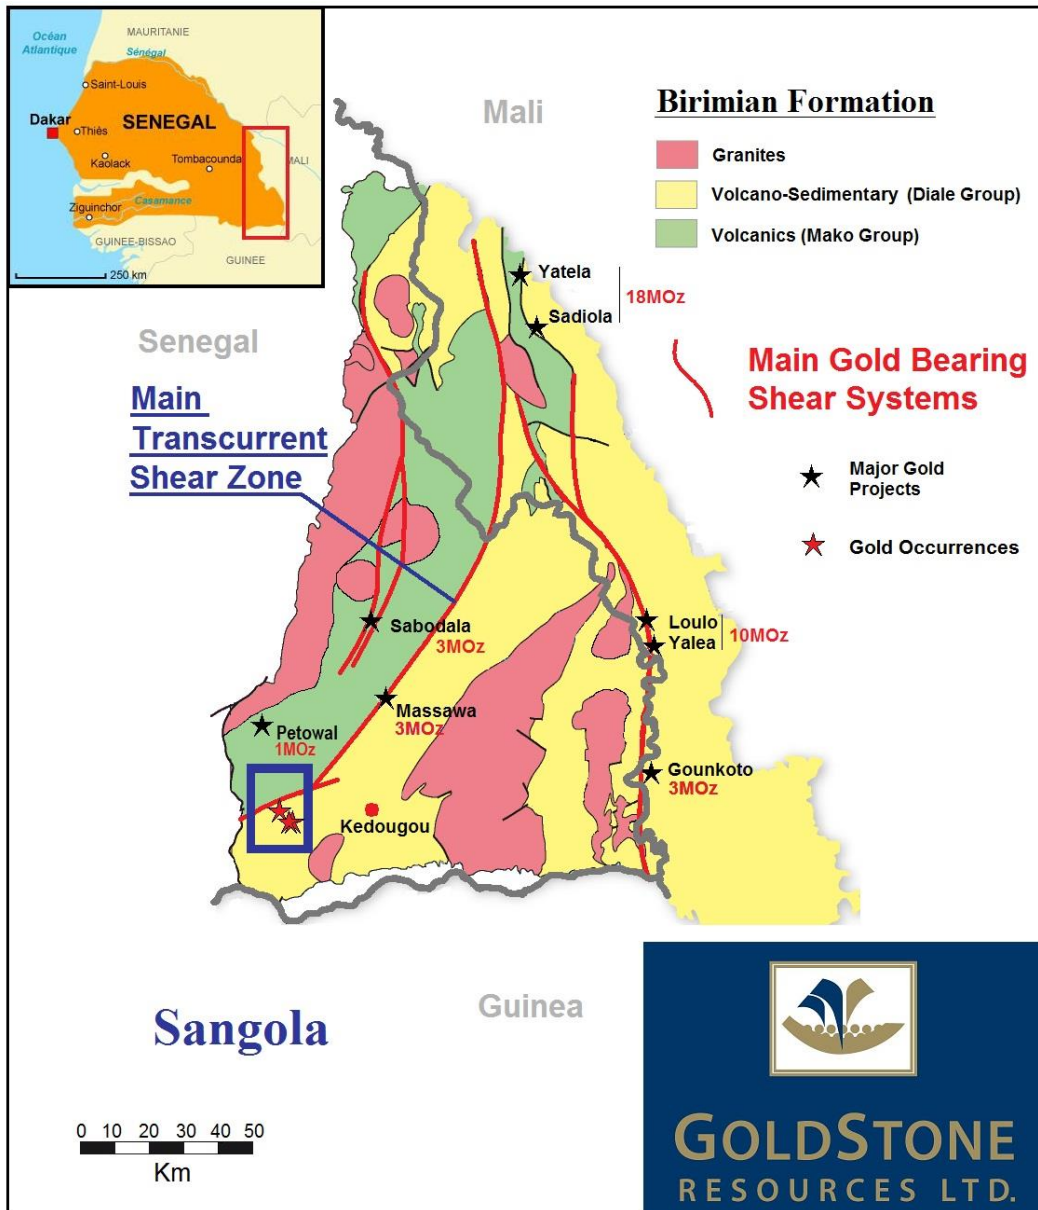 Océan
Atlantique
MAURITANIE
Sénégal
Saint-Louis
Dakar
Thiès
SENEGAL
Kaolack
Tombacounda
MALI
Ziguinchor
Casamance
GUINEE-BISSAO
GUINEE
250 km
Mali
Birimian Formation
Granites
Volcano-Sedimentary (Diale Group)
Volcanics (Mako Group)
Senegal
Yatela
Sadiola
18MOz
Main Gold Bearing
Shear Systems
Main
Transcurrent
Shear Zone
Major Gold
Projects
Gold Occurrences
Sabodala
3MOz
Loulo
Yalea
10MOz
Massawa
3MOz
Petowal
1MOz
Gounkoto
3MOz
Kedougou
Sangola
Guinea
0 10 20 30 40 50
Km
GOLDSTONE
RESOURCES LTD.